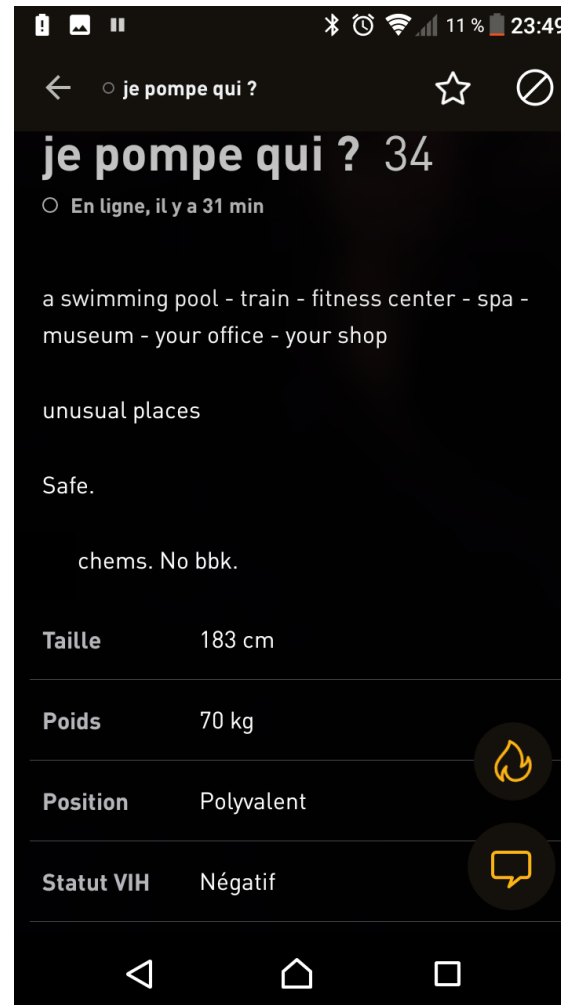 11 % 23:49
je pompe qui ?
je pompe qui ? 34
En ligne, il y a 31 min
a swimming pool - train - fitness center - spa -
museum - your office - your shop
unusual places
Safe.
chems. No bbk.
Taille 183 cm
Poids 70 kg
Position Polyvalent
Statut VIH Négatif